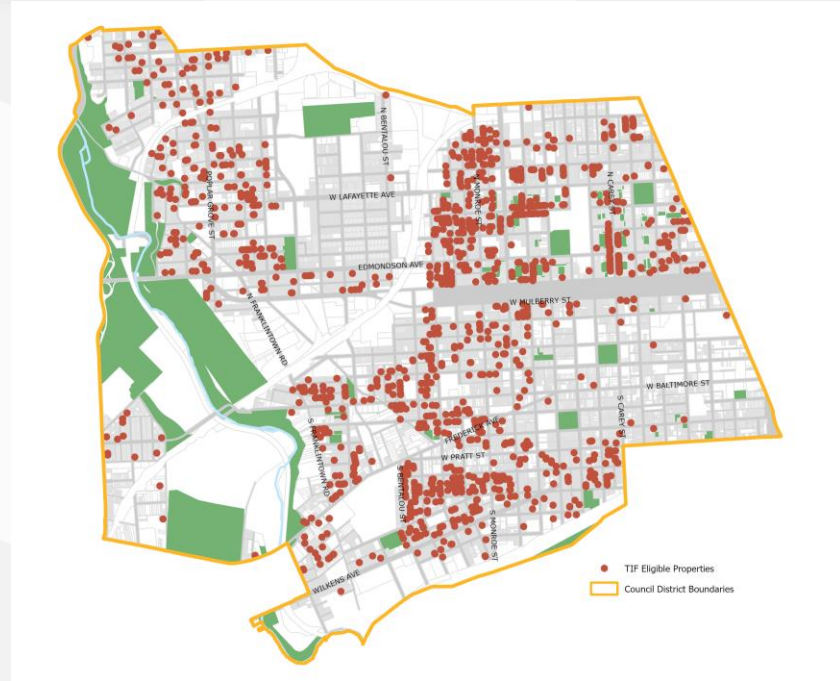 N BENTALOU ST
W LAFAYETTE AVE
POPLAR GROVE ST
N MONROE ST
N CAREY ST
EDMONDSON AVE
W MULBERRY ST
N FRANKLINTOWN RD
W BALTIMORE ST
S CAREY ST
FREDERICK AVE
W PRATT ST
S FRANKLINTOWN RD
S BENTALOU ST
S MONROE ST
WILKENS AVE
TIF Eligible Properties
Council District Boundaries